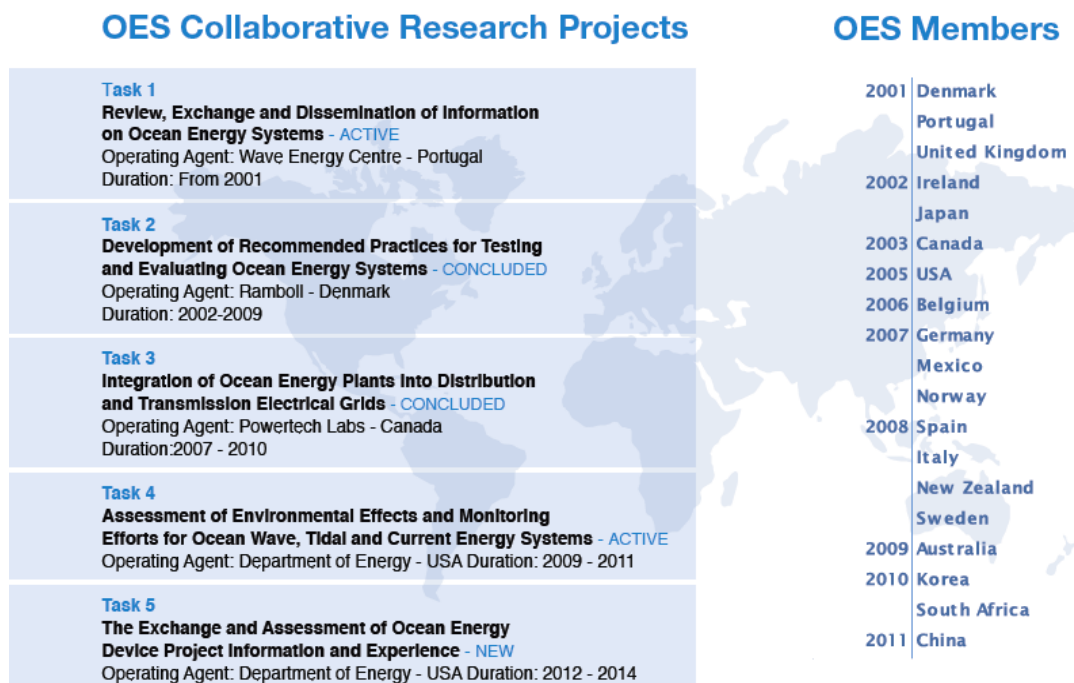 OES Collaborative Research Projects
Task 1
Review, Exchange and Dissemination of Information
on Ocean Energy Systems - ACTIVE
Operating Agent: Wave Energy Centre - Portugal
Duration: From 2001
Task 2
Development of Recommended Practices for Testing
and Evaluating Ocean Energy Systems - CONCLUDED
Operating Agent: Ramboll - Denmark
Duration: 2002-2009
Task 3
Integration of Ocean Energy Plants into Distribution
and Transmission Electrical Grids - CONCLUDED
Operating Agent: Powertech Labs - Canada
Duration:2007 - 2010
Task 4
Assessment of Environmental Effects and Monitoring
Efforts for Ocean Wave, Tidal and Current Energy Systems - ACTIVE
Operating Agent: Department of Energy - USA Duration: 2009 - 2011
Task 5
The Exchange and Assessment of Ocean Energy
Device Project Information and Experience - NEW
Operating Agent: Department of Energy - USA Duration: 2012 - 2014
OES Members
2001 Denmark
Portugal
United Kingdom
2002 Ireland
Japan
2003 Canada
2005 USA
2006 Belgium
2007 Germany
Mexico
Norway
2008 Spain
Italy
New Zealand
Sweden
2009 Australia
2010 Korea
South Africa
2011 China